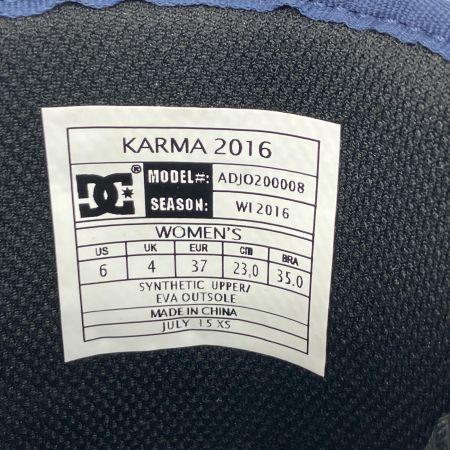 KARMA 2016
DC®
MODEL#: ADJO200008
SEASON: WI 2016
WOMEN'S
US UK EUR cm BRA
6 4 37 23,0 35.0
SYNTHETIC UPPER/
EVA OUTSOLE
MADE IN CHINA
JULY 15 XS